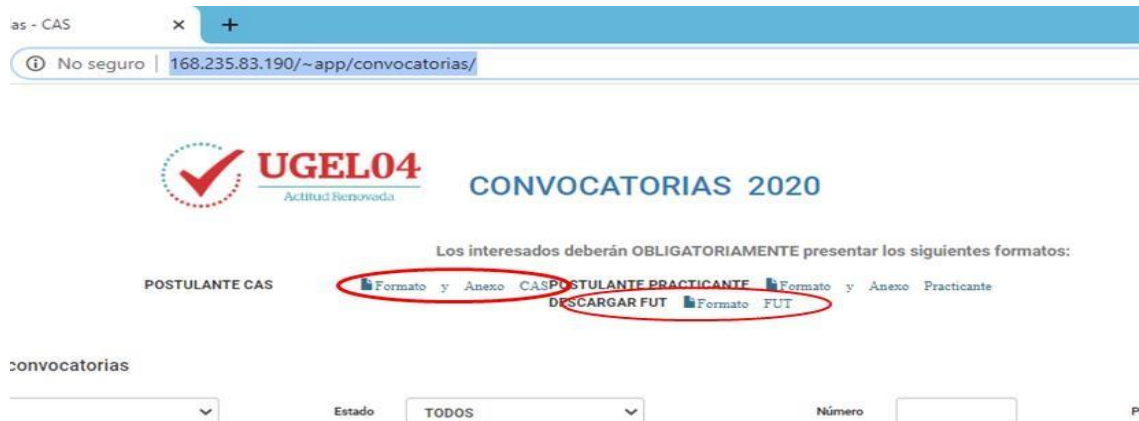 as - CAS
No seguro | 168.235.83.190/~app/convocatorias/
UGEL04
Actitud Renovada
CONVOCATORIAS 2020
Los interesados deberán OBLIGATORIAMENTE presentar los siguientes formatos:
POSTULANTE CAS Formato y Anexo CAS POSTULANTE PRACTICANTE Formato y Anexo Practicante
DESCARGAR FUT Formato FUT
convocatorias
Estado TODOS Número P